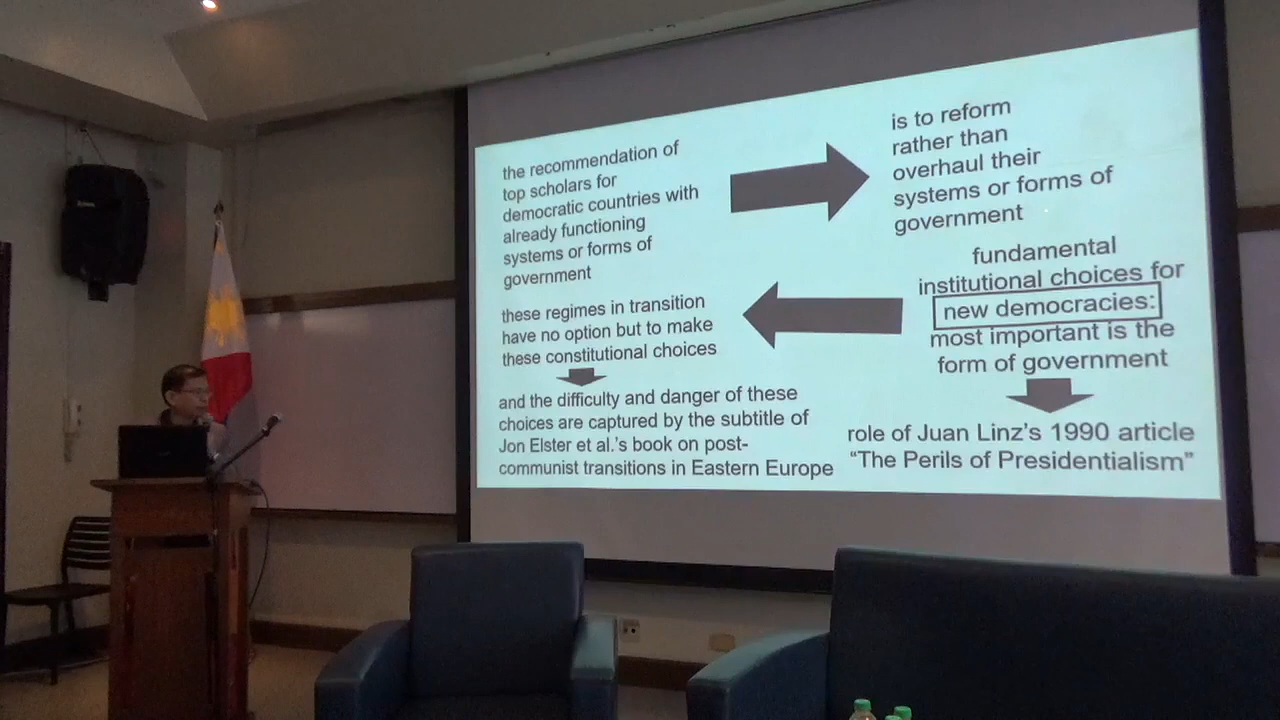 the recommendation of
top scholars for
democratic countries with
already functioning
systems or forms of
government
is to reform
rather than
overhaul their
systems or forms of
government
fundamental
institutional choices for
new democracies:
most important is the
form of government
these regimes in transition
have no option but to make
these constitutional choices
and the difficulty and danger of these
choices are captured by the subtitle of
Jon Elster et al.’s book on post-
communist transitions in Eastern Europe
role of Juan Linz’s 1990 article
“The Perils of Presidentialism”